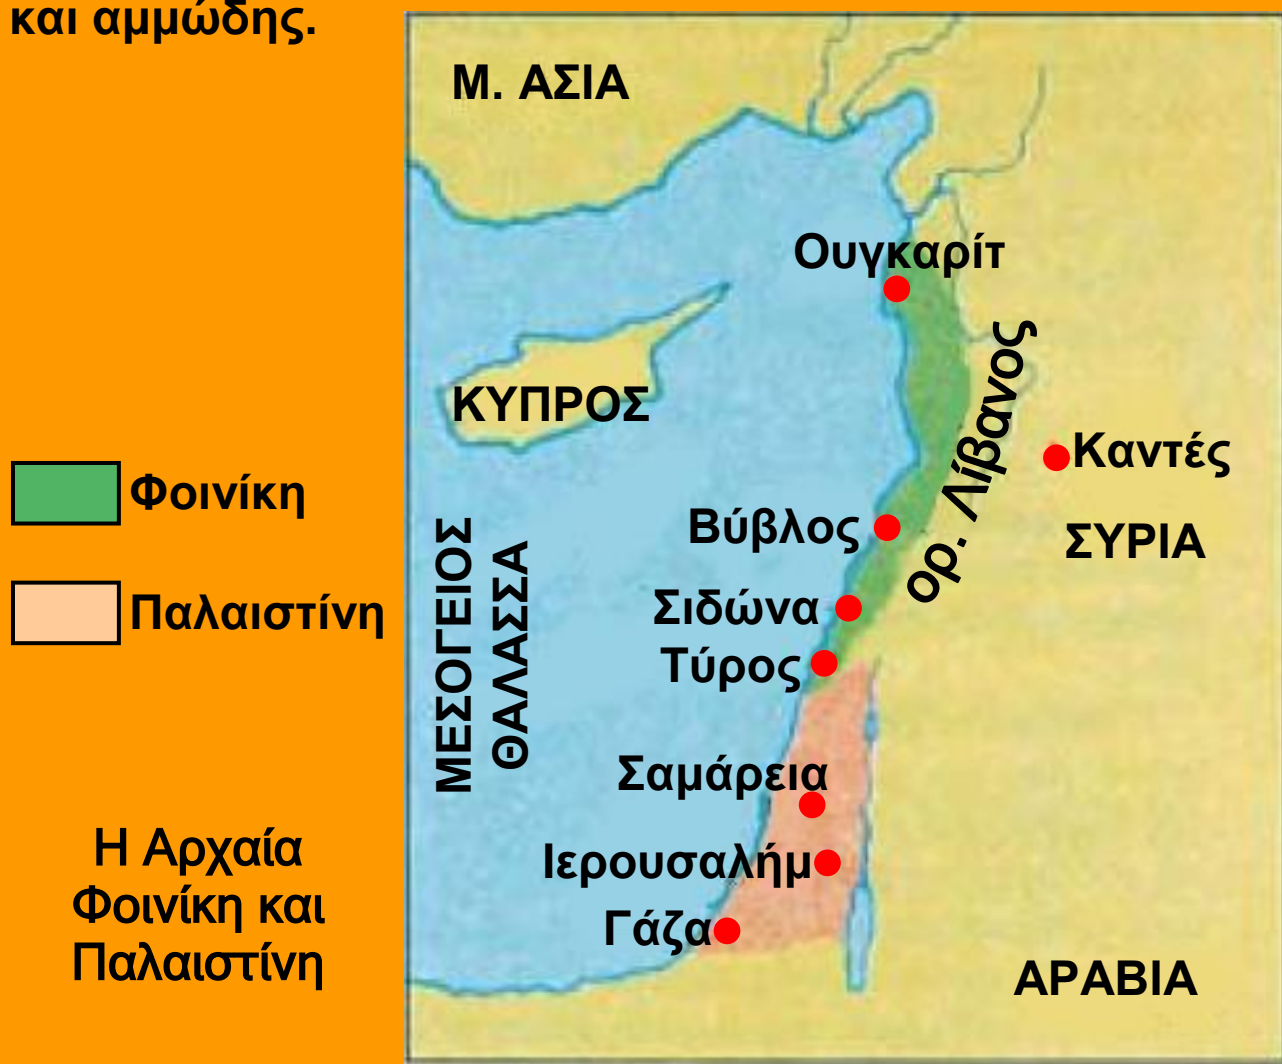 και αμμώδης.
Μ. ΑΣΙΑ
Ουγκαρίτ
ορ. Λίβανος
ΚΥΠΡΟΣ
Καντές
Φοινίκη
Βύβλος
ΣΥΡΙΑ
ΜΕΣΟΓΕΙΟΣ
ΘΑΛΑΣΣΑ
Παλαιστίνη
Σιδώνα
Τύρος
Σαμάρεια
Η Αρχαία
Φοινίκη και
Παλαιστίνη
Ιερουσαλήμ
Γάζα
ΑΡΑΒΙΑ